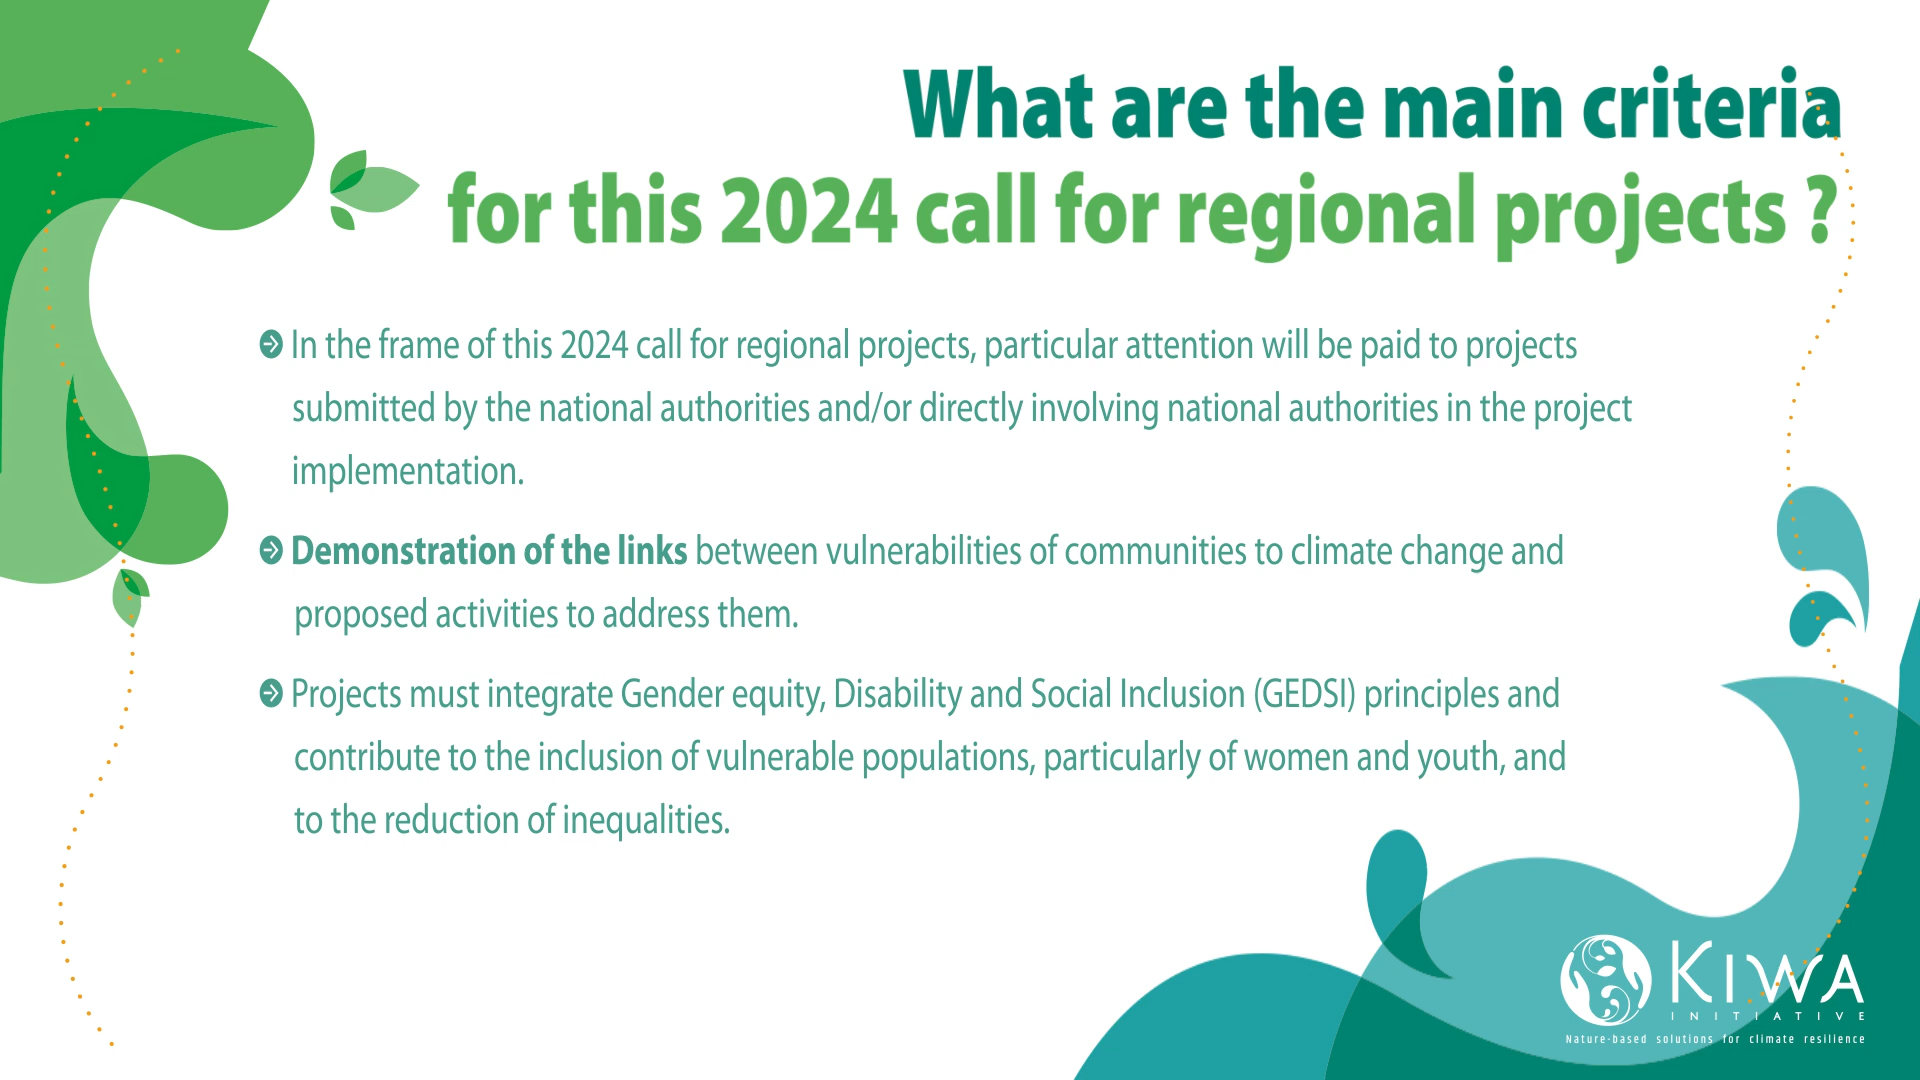 What are the main criteria
for this 2024 call for regional projects ?
In the frame of this 2024 call for regional projects, particular attention will be paid to projects
submitted by the national authorities and/or directly involving national authorities in the project
implementation.
Demonstration of the links between vulnerabilities of communities to climate change and
proposed activities to address them.
Projects must integrate Gender equity, Disability and Social Inclusion (GEDSI) principles and
contribute to the inclusion of vulnerable populations, particularly of women and youth, and
to the reduction of inequalities.
KIWA
INITIATIVE
Nature-based solutions for climate resilience